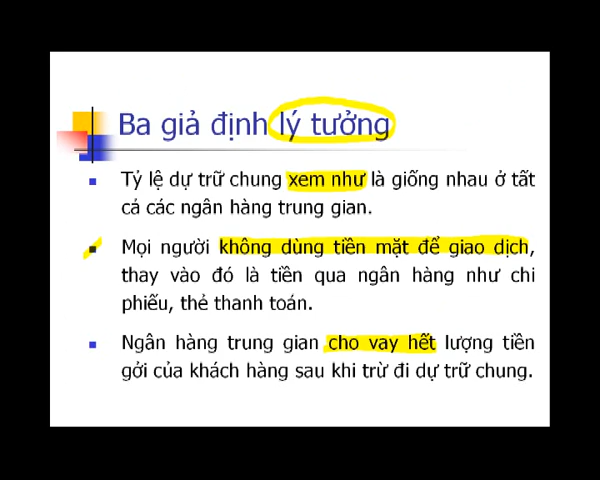 Ba giả định lý tưởng
Tỷ lệ dự trữ chung xem như là giống nhau ở tất
cả các ngân hàng trung gian.
Mọi người không dùng tiền mặt để giao dịch,
thay vào đó là tiền qua ngân hàng như chi
phiếu, thẻ thanh toán.
Ngân hàng trung gian cho vay hết lượng tiền
gởi của khách hàng sau khi trừ đi dự trữ chung.